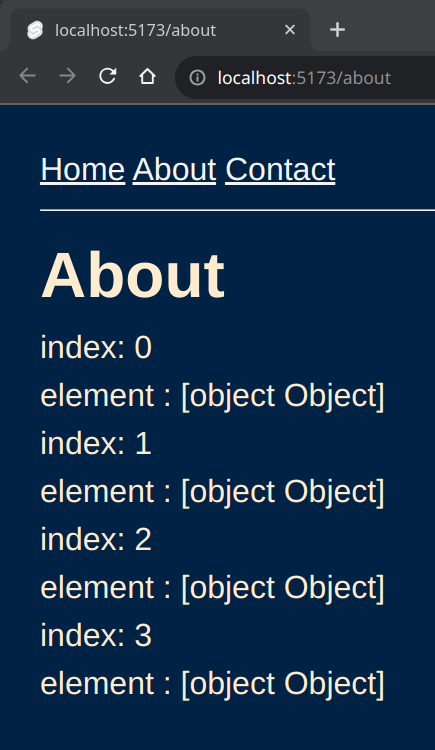 localhost:5173/about
localhost:5173/about
Home About Contact
About
index: 0
element : [object Object]
index: 1
element : [object Object]
index: 2
element : [object Object]
index: 3
element : [object Object]